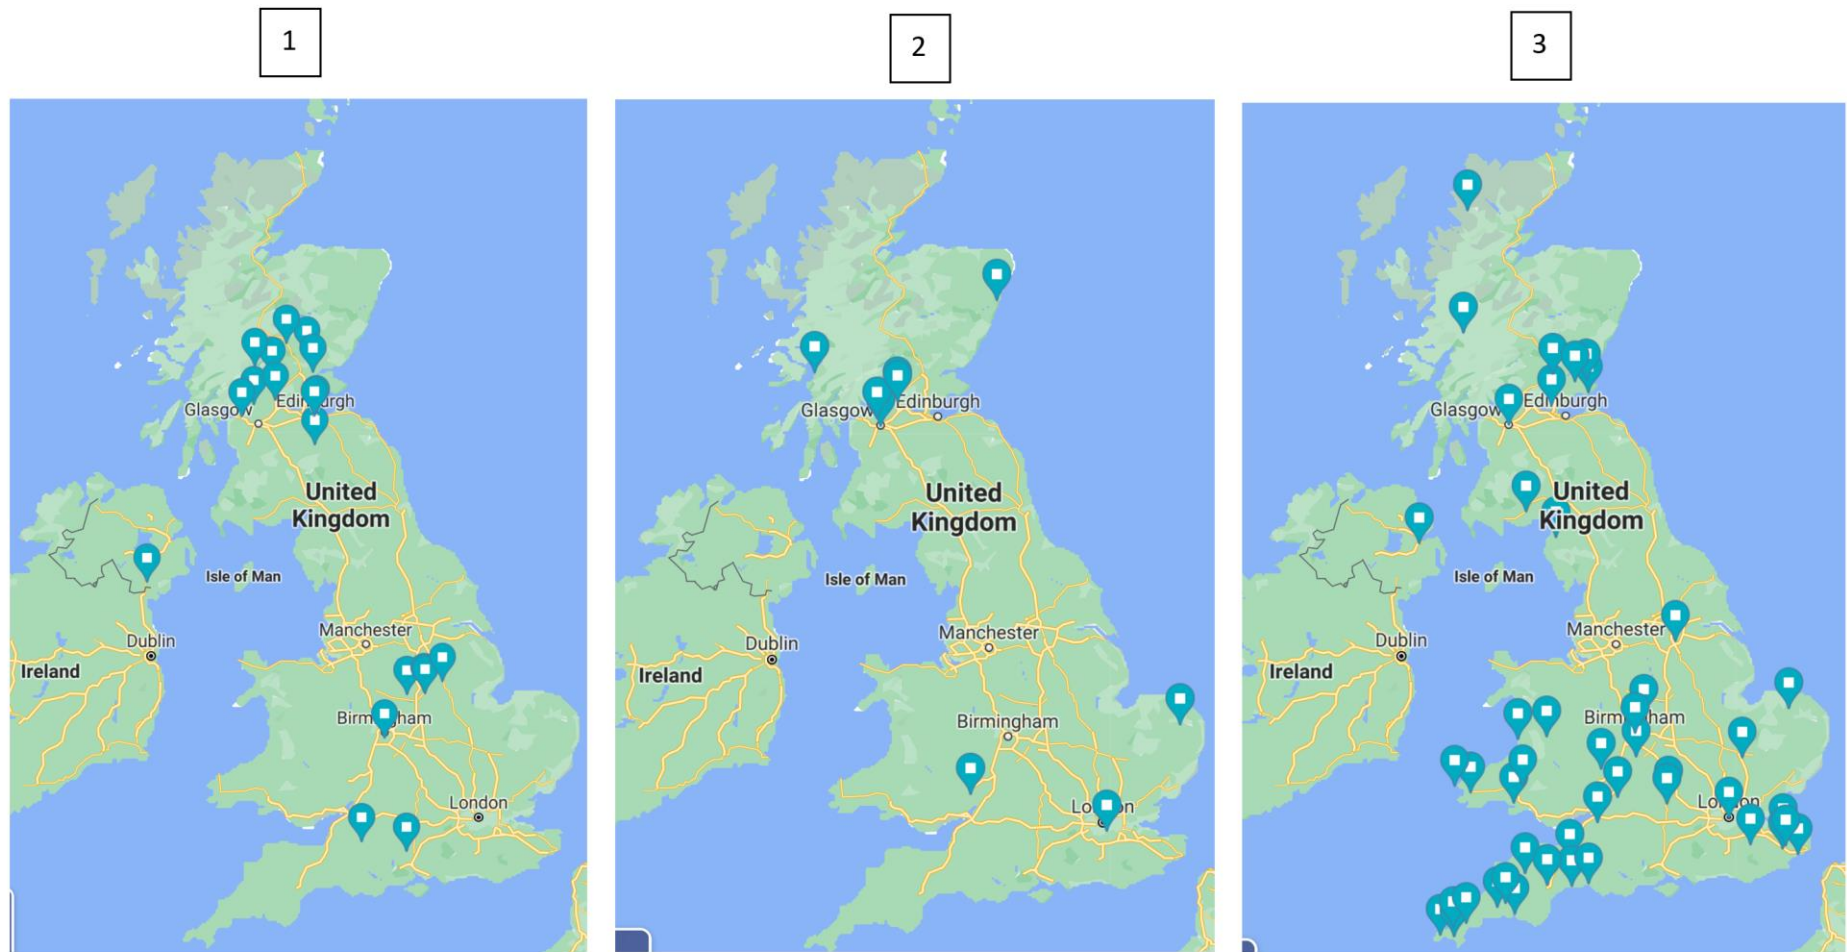 1
2
3
Glasgow
Edinburgh
United
Kingdom
Isle of Man
Dublin
Manchester
Ireland
Birmingham
London
Glasgow
Edinburgh
United
Kingdom
Isle of Man
Dublin
Manchester
Ireland
Birmingham
London
Glasgow
Edinburgh
United
Kingdom
Isle of Man
Dublin
Manchester
Ireland
Birmingham
London